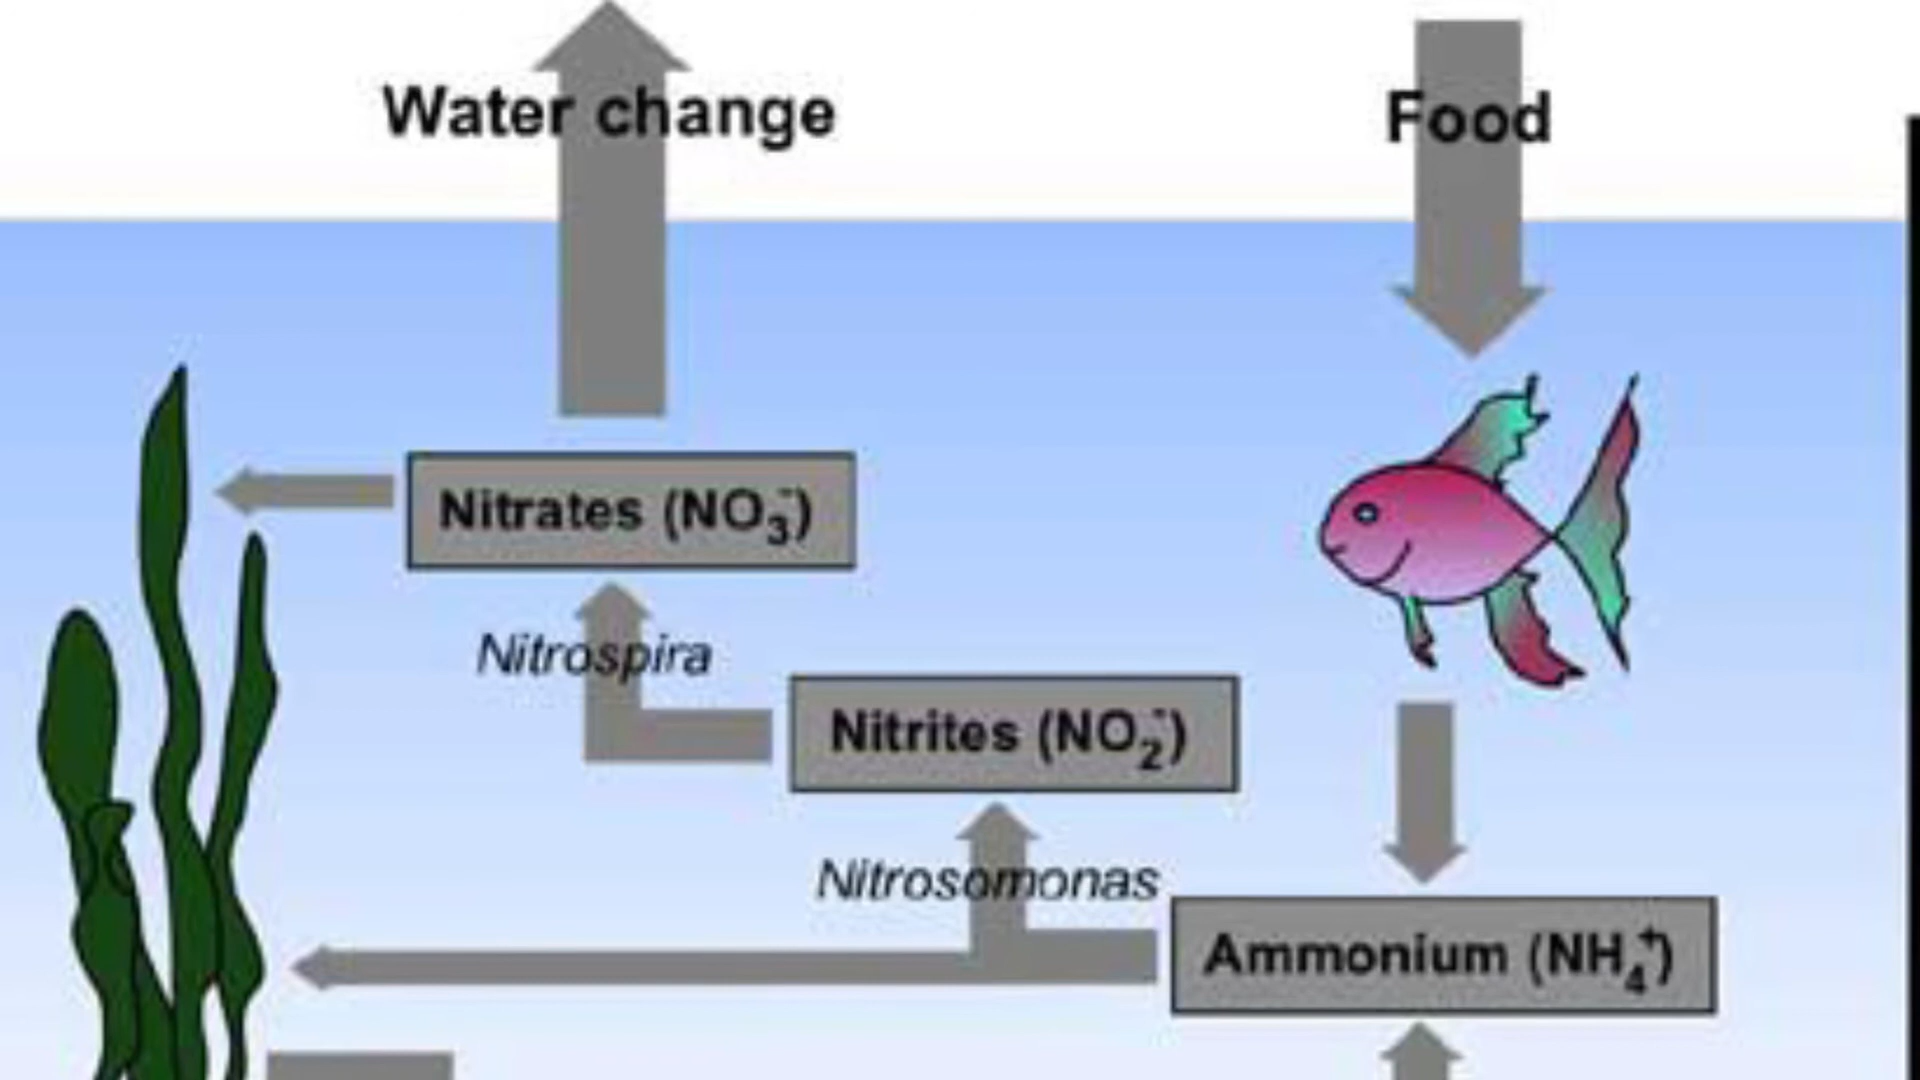 Water change
Food
Nitrates (NO₃⁻)
Nitrospira
Nitrites (NO₂⁻)
Nitrosomonas
Ammonium (NH₄⁺)